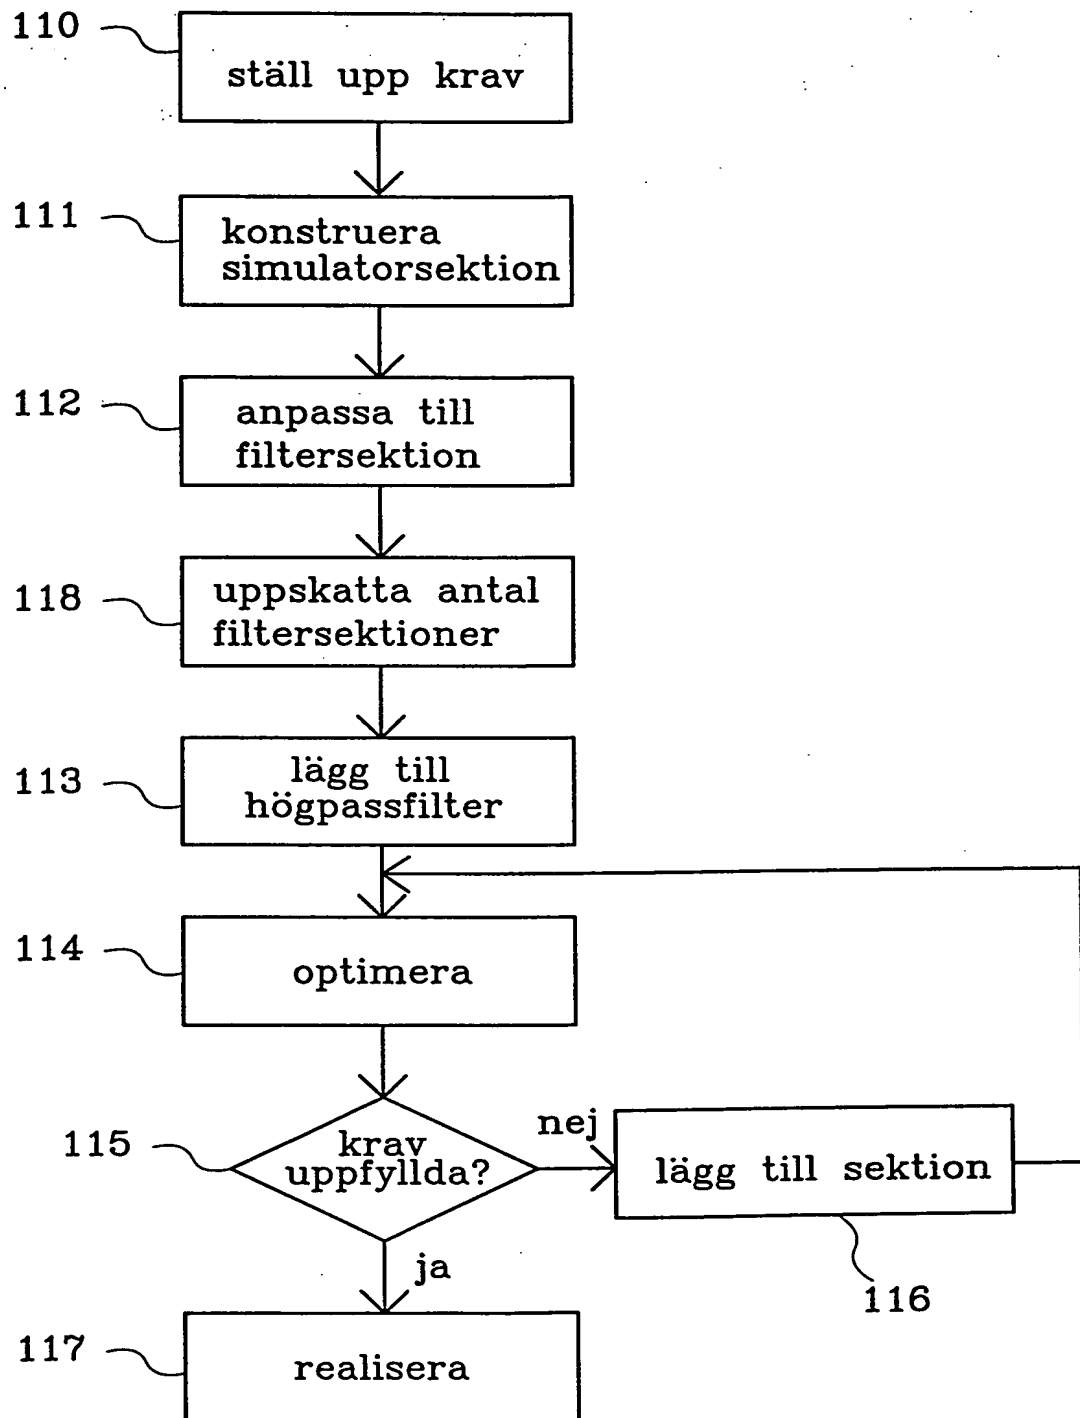 110
ställ upp krav
111
konstruera
simulatorsektion
112
anpassa till
filtersektion
118
uppskatta antal
filtersektioner
113
lägg till
högpassfilter
114
optimera
115
krav
uppfyllda?
nej
lägg till sektion
116
ja
117
realisera